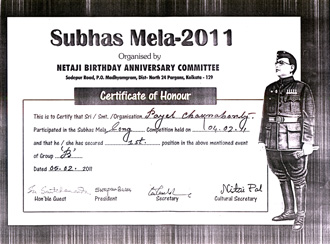 Subhas Mela-2011
Organised by
NETAJI BIRTHDAY ANNIVERSARY COMMITTEE
Sodepur Road, P.O. Madhyamgram, Dist- North 24 Pargans, Kolkata - 129
Certificate of Honour
This is to Certify that Sri / Smt. /Organisation Payel Chakraborty
Participated in the Subhas Mela Song Competition held on 04.02.11
and that he / she has secured 1st position in the above mentioned event
of Group 'B'
Dated 05.02. 2011
Hon'ble Guest President Secretary Nitai Pal Cultural Secretary